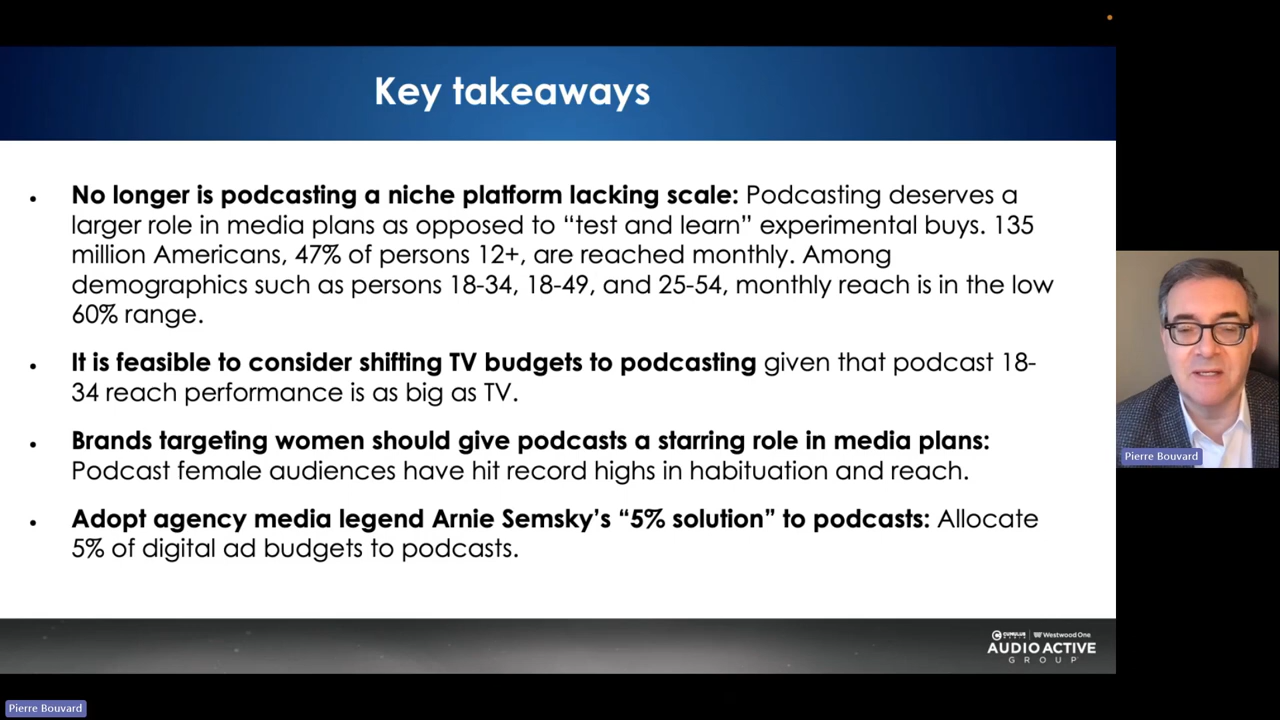 Key takeaways
• No longer is podcasting a niche platform lacking scale: Podcasting deserves a
larger role in media plans as opposed to “test and learn” experimental buys. 135
million Americans, 47% of persons 12+, are reached monthly. Among
demographics such as persons 18-34, 18-49, and 25-54, monthly reach is in the low
60% range.
• It is feasible to consider shifting TV budgets to podcasting given that podcast 18-
34 reach performance is as big as TV.
• Brands targeting women should give podcasts a starring role in media plans:
Podcast female audiences have hit record highs in habituation and reach.
• Adopt agency media legend Arnie Semsky’s “5% solution” to podcasts: Allocate
5% of digital ad budgets to podcasts.
CUMULUS MEDIA | Westwood One
AUDIO ACTIVE
GROUP
Pierre Bouvard
Pierre Bouvard